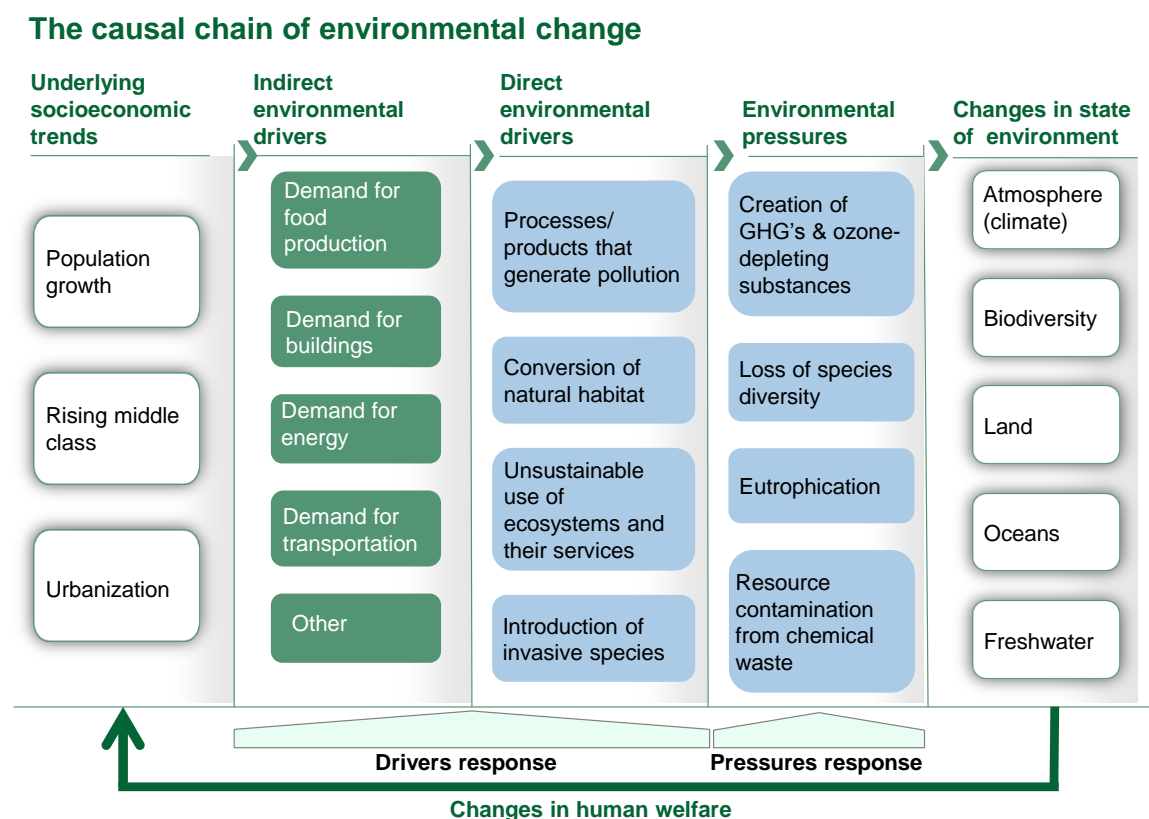 The causal chain of environmental change
Underlying
socioeconomic
trends
Indirect
environmental
drivers
Direct
environmental
drivers
Environmental
pressures
Changes in state
of environment
Population
growth
Rising middle
class
Urbanization
Demand for
food
production
Demand for
buildings
Demand for
energy
Demand for
transportation
Other
Processes/
products that
generate pollution
Conversion of
natural habitat
Unsustainable
use of
ecosystems and
their services
Introduction of
invasive species
Creation of
GHG's & ozone-
depleting
substances
Loss of species
diversity
Eutrophication
Resource
contamination
from chemical
waste
Atmosphere
(climate)
Biodiversity
Land
Oceans
Freshwater
Drivers response
Pressures response
Changes in human welfare